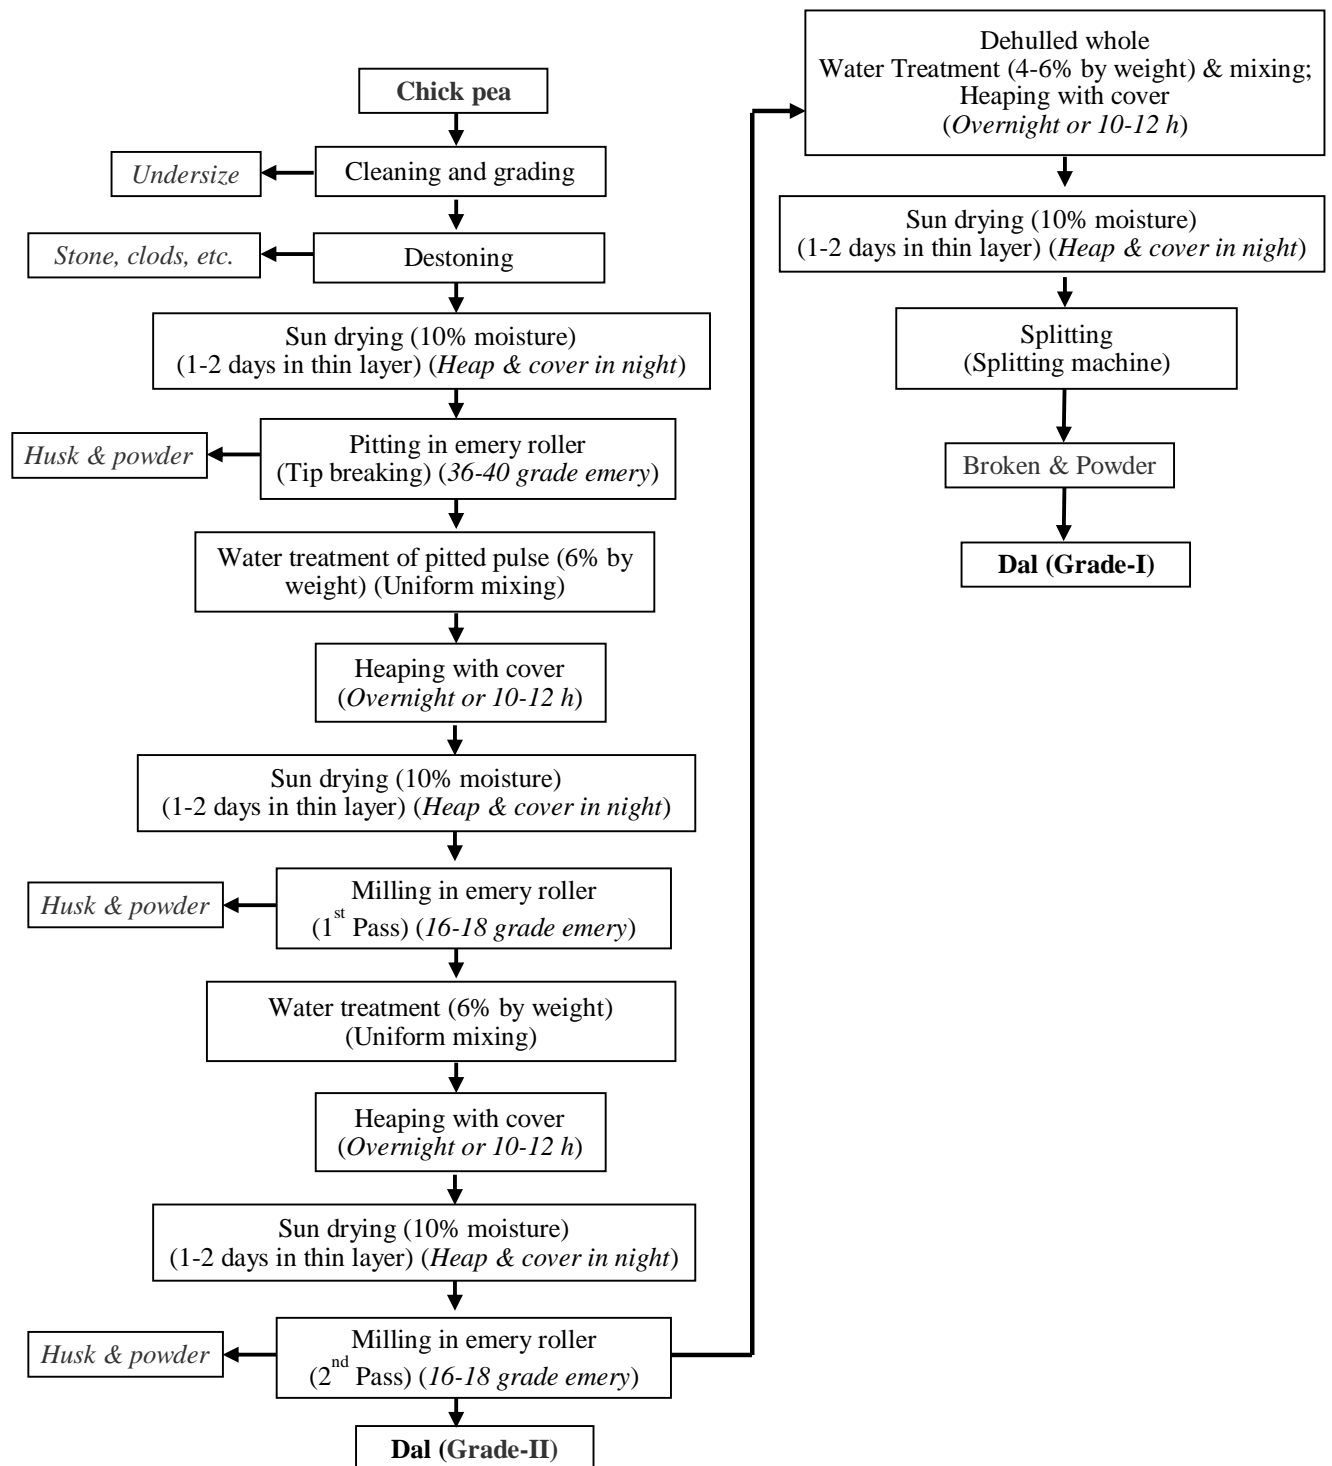 Chick pea
Undersize
Cleaning and grading
Stone, clods, etc.
Destoning
Sun drying (10% moisture)
(1-2 days in thin layer) (Heap & cover in night)
Husk & powder
Pitting in emery roller
(Tip breaking) (36-40 grade emery)
Water treatment of pitted pulse (6% by
weight) (Uniform mixing)
Heaping with cover
(Overnight or 10-12 h)
Sun drying (10% moisture)
(1-2 days in thin layer) (Heap & cover in night)
Husk & powder
Milling in emery roller
(1st Pass) (16-18 grade emery)
Water treatment (6% by weight)
(Uniform mixing)
Heaping with cover
(Overnight or 10-12 h)
Sun drying (10% moisture)
(1-2 days in thin layer) (Heap & cover in night)
Husk & powder
Milling in emery roller
(2nd Pass) (16-18 grade emery)
Dal (Grade-II)
Dehulled whole
Water Treatment (4-6% by weight) & mixing;
Heaping with cover
(Overnight or 10-12 h)
Sun drying (10% moisture)
(1-2 days in thin layer) (Heap & cover in night)
Splitting
(Splitting machine)
Broken & Powder
Dal (Grade-I)